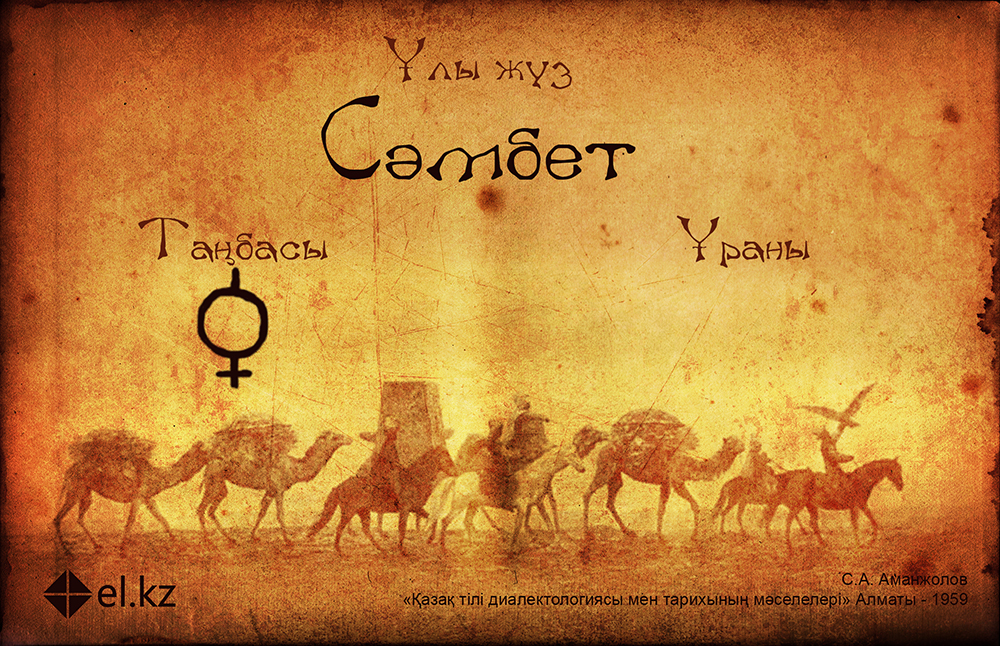 Ұлы жүз
Сәмбет
Таңбасы
Ұраны
el.kz
С.А. Аманжолов
«Қазақ тілі диалектологиясы мен тарихының мәселелері» Алматы - 1959